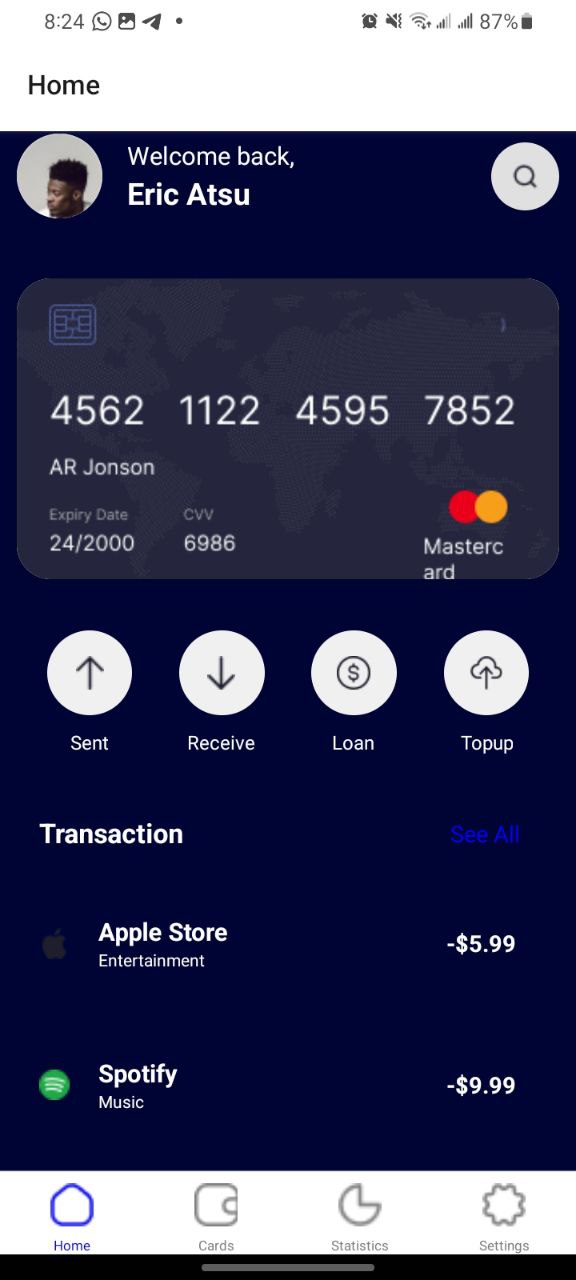 8:24 87%
Home
Welcome back,
Eric Atsu
4562 1122 4595 7852
AR Jonson
Expiry Date CVV
24/2000 6986
Masterc
ard
Sent Receive Loan Topup
Transaction See All
Apple Store
Entertainment
-$5.99
Spotify
Music
-$9.99
Home Cards Statistics Settings